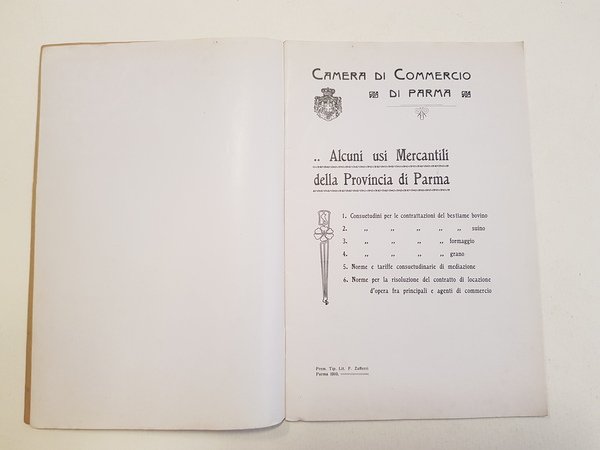 CAMERA DI COMMERCIO
DI PARMA
.. Alcuni usi Mercantili
della Provincia di Parma
1. Consuetudini per le contrattazioni del bestiame bovino
2. „ „ „ „ „ suino
3. „ „ „ „ formaggio
4. „ „ „ „ grano
5. Norme e tariffe consuetudinarie di mediazione
6. Norme per la risoluzione del contratto di locazione
d'opera fra principali e agenti di commercio
Prem. Tip. Lit. F. Zafferri
Parma